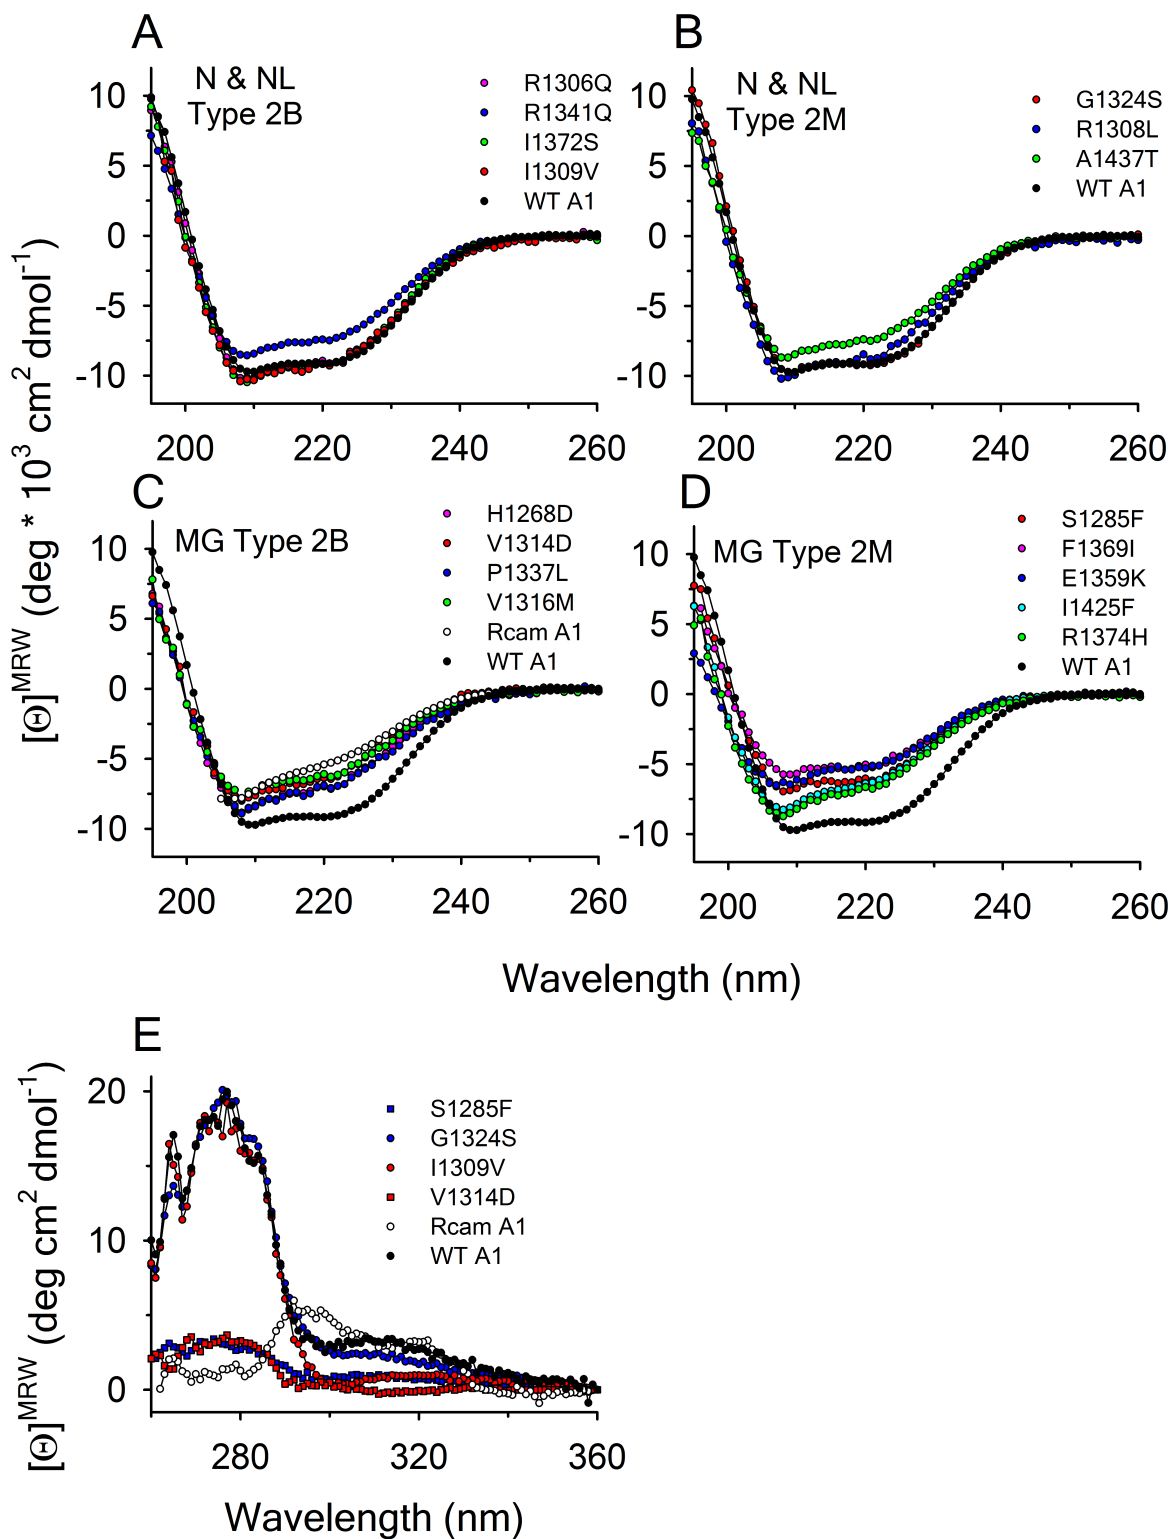 A
N & NL
Type 2B
R1306Q
R1341Q
I1372S
I1309V
WT A1
10
5
0
-5
-10
200 220 240 260
B
N & NL
Type 2M
G1324S
R1308L
A1437T
WT A1
10
5
0
-5
-10
200 220 240 260
[Θ]ᴹᴿᵂ (deg * 10³ cm² dmol⁻¹)
C
MG Type 2B
H1268D
V1314D
P1337L
V1316M
Rcam A1
WT A1
10
5
0
-5
-10
200 220 240 260
D
MG Type 2M
S1285F
F1369I
E1359K
I1425F
R1374H
WT A1
10
5
0
-5
-10
200 220 240 260
Wavelength (nm)
E
S1285F
G1324S
I1309V
V1314D
Rcam A1
WT A1
20
10
0
280 320 360
[Θ]ᴹᴿᵂ (deg cm² dmol⁻¹)
Wavelength (nm)